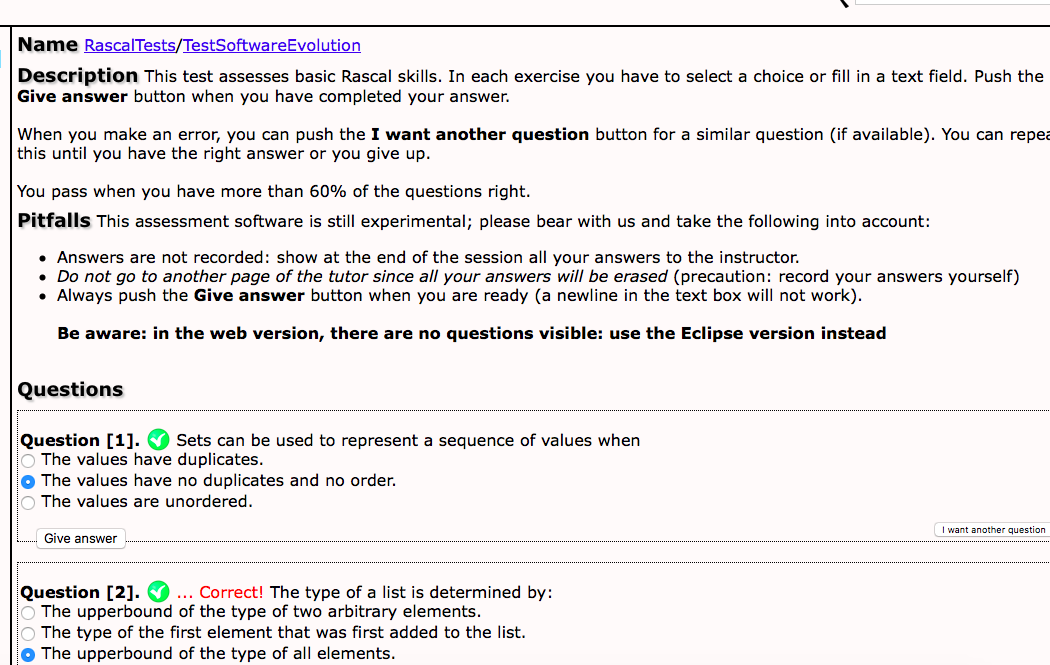 Name RascalTests/TestSoftwareEvolution
Description This test assesses basic Rascal skills. In each exercise you have to select a choice or fill in a text field. Push the
Give answer button when you have completed your answer.
When you make an error, you can push the I want another question button for a similar question (if available). You can repea
this until you have the right answer or you give up.
You pass when you have more than 60% of the questions right.
Pitfalls This assessment software is still experimental; please bear with us and take the following into account:
• Answers are not recorded: show at the end of the session all your answers to the instructor.
• Do not go to another page of the tutor since all your answers will be erased (precaution: record your answers yourself)
• Always push the Give answer button when you are ready (a newline in the text box will not work).
Be aware: in the web version, there are no questions visible: use the Eclipse version instead
Questions
Question [1]. Sets can be used to represent a sequence of values when
The values have duplicates.
The values have no duplicates and no order.
The values are unordered.
I want another question
Give answer
Question [2]. ... Correct! The type of a list is determined by:
The upperbound of the type of two arbitrary elements.
The type of the first element that was first added to the list.
The upperbound of the type of all elements.